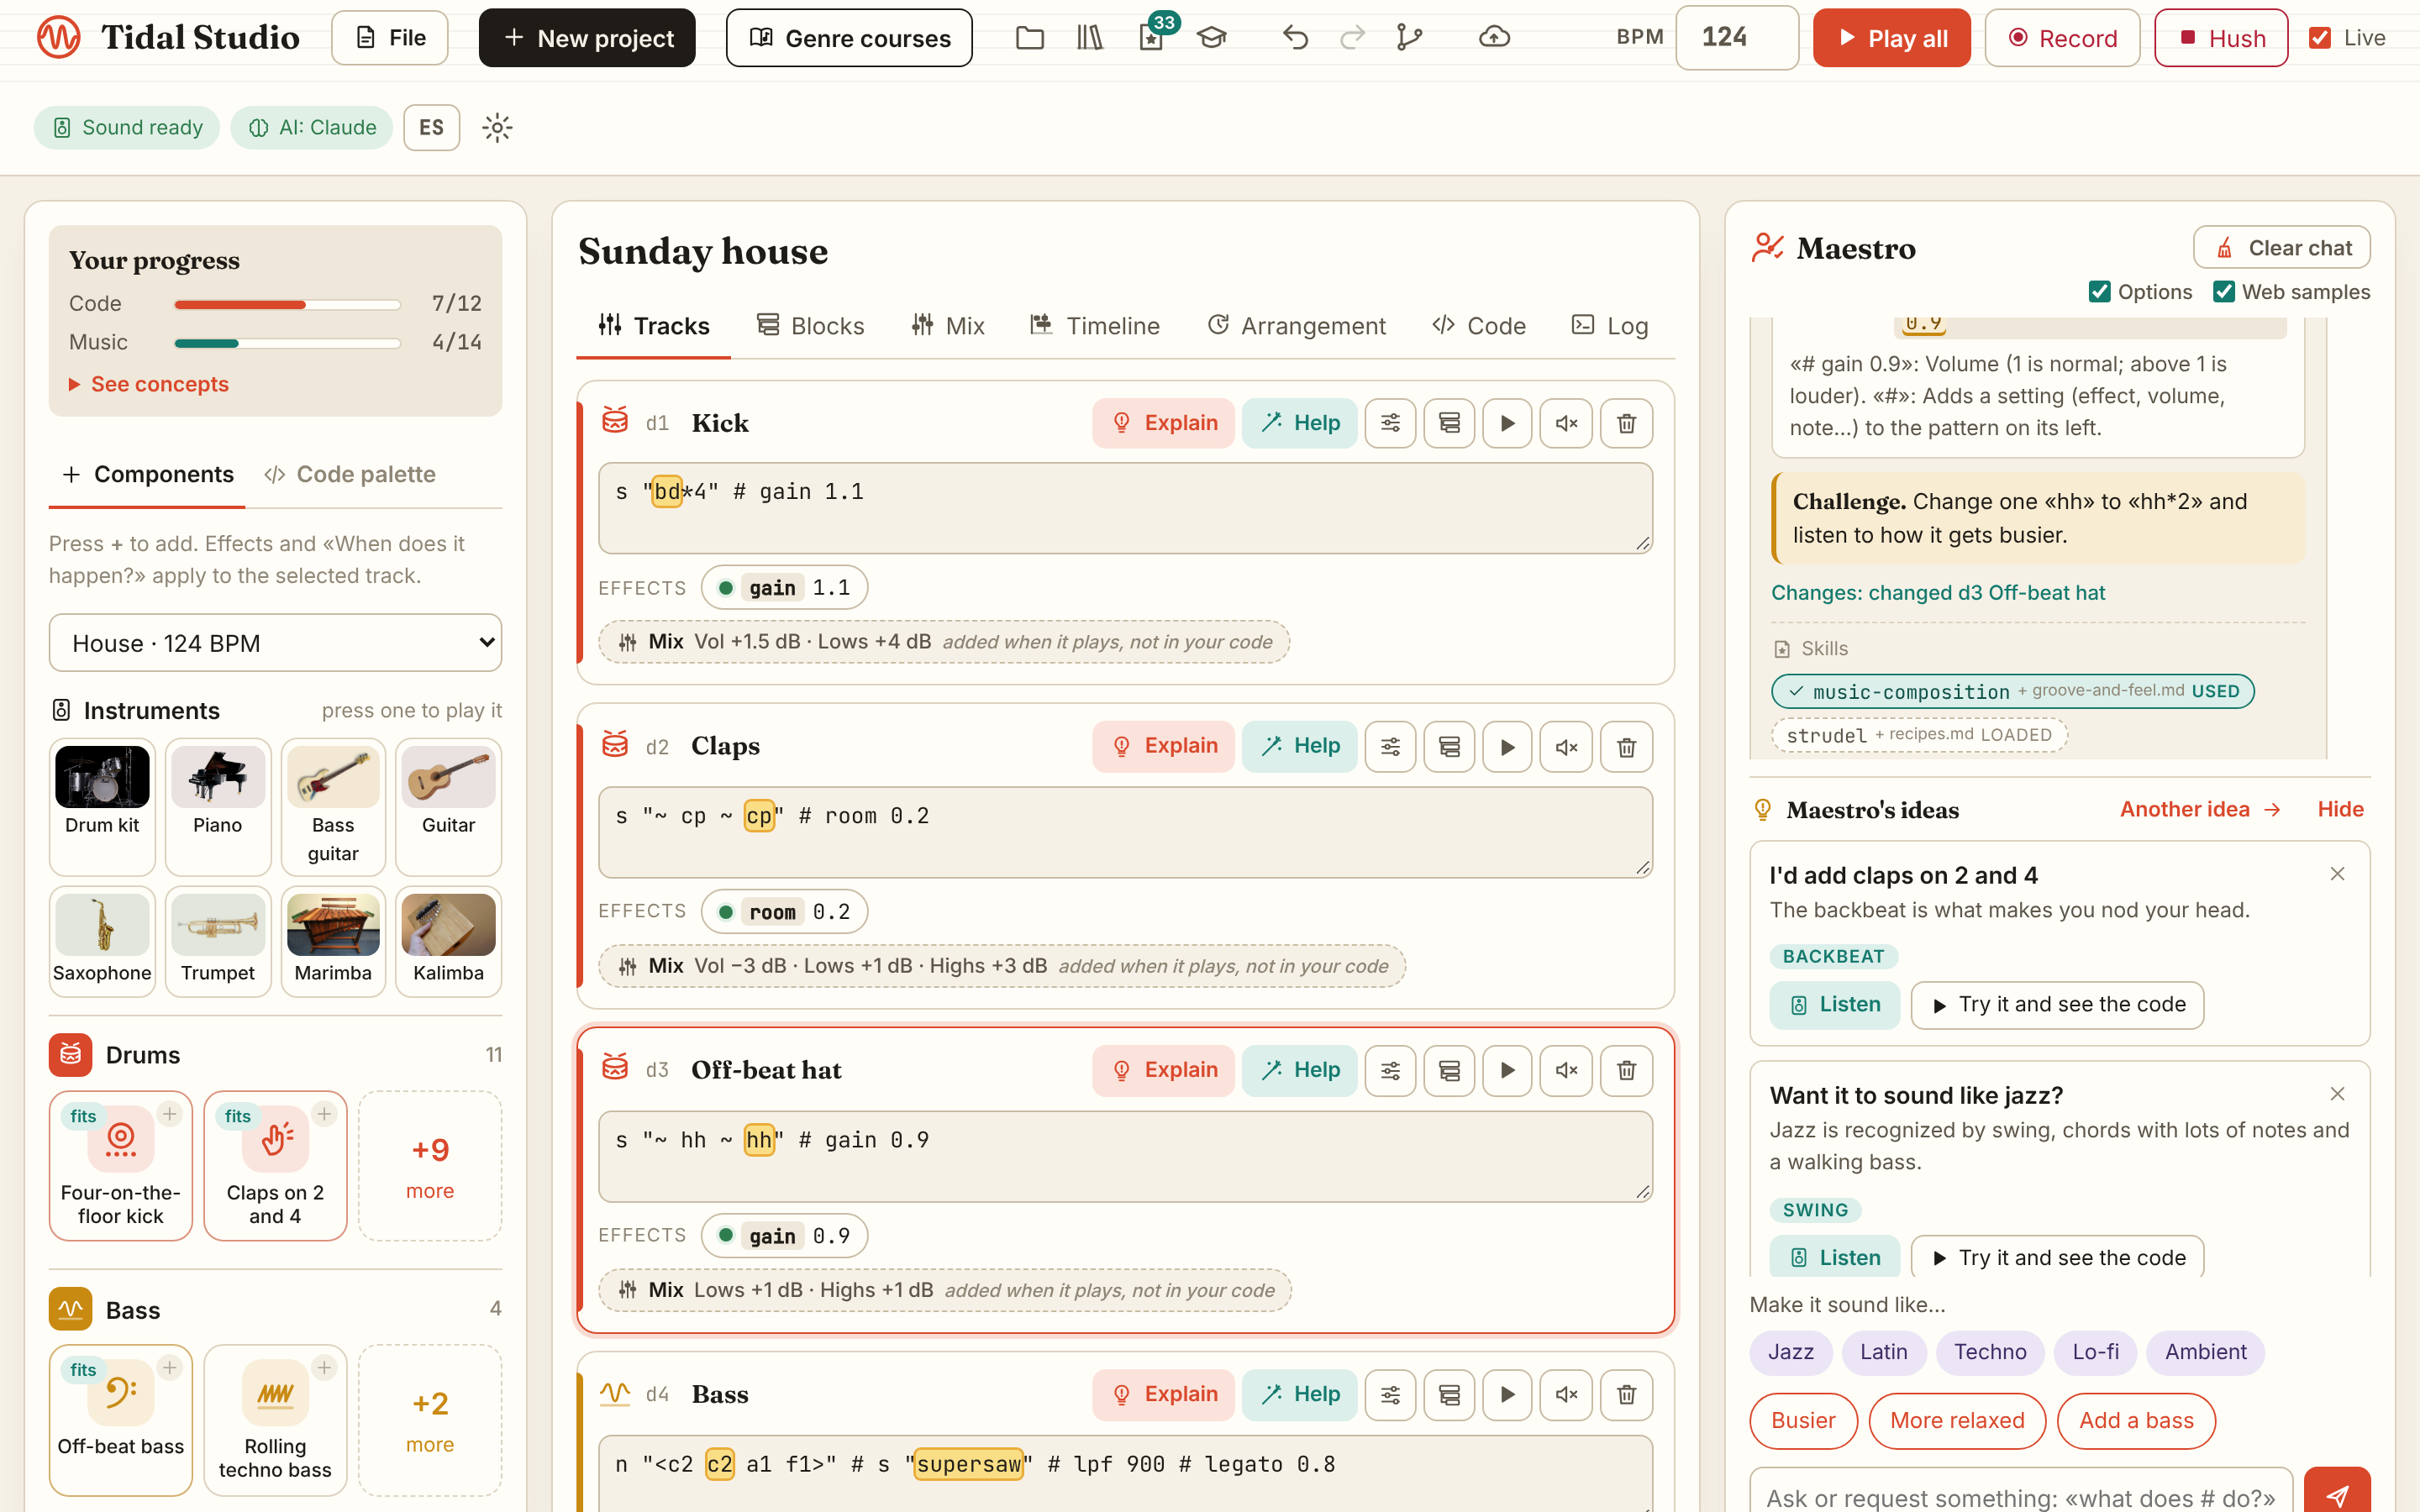 Tidal Studio
File
+ New project
Genre courses
33
BPM
124
Play all
Record
Hush
Live
Sound ready
AI: Claude
ES
Your progress
Code 7/12
Music 4/14
See concepts
+ Components
</> Code palette
Press + to add. Effects and «When does it
happen?» apply to the selected track.
House · 124 BPM
Instruments
press one to play it
Drum kit
Piano
Bass
guitar
Guitar
Saxophone
Trumpet
Marimba
Kalimba
Drums
11
fits
+
Four-on-the-
floor kick
fits
+
Claps on 2
and 4
+9
more
Bass
4
fits
+
Off-beat bass
+
Rolling
techno bass
+2
more
Sunday house
Tracks
Blocks
Mix
Timeline
Arrangement
</> Code
Log
d1 Kick
Explain
Help
s "bd*4" # gain 1.1
EFFECTS
gain 1.1
Mix Vol +1.5 dB · Lows +4 dB added when it plays, not in your code
d2 Claps
Explain
Help
s "~ cp ~ cp" # room 0.2
EFFECTS
room 0.2
Mix Vol −3 dB · Lows +1 dB · Highs +3 dB added when it plays, not in your code
d3 Off-beat hat
Explain
Help
s "~ hh ~ hh" # gain 0.9
EFFECTS
gain 0.9
Mix Lows +1 dB · Highs +1 dB added when it plays, not in your code
d4 Bass
Explain
Help
n "<c2 c2 a1 f1>" # s "supersaw" # lpf 900 # legato 0.8
Maestro
Clear chat
Options
Web samples
0.9
«# gain 0.9»: Volume (1 is normal; above 1 is
louder). «#»: Adds a setting (effect, volume,
note...) to the pattern on its left.
Challenge. Change one «hh» to «hh*2» and
listen to how it gets busier.
Changes: changed d3 Off-beat hat
Skills
music-composition + groove-and-feel.md USED
strudel + recipes.md LOADED
Maestro's ideas
Another idea →
Hide
I'd add claps on 2 and 4
The backbeat is what makes you nod your head.
BACKBEAT
Listen
Try it and see the code
Want it to sound like jazz?
Jazz is recognized by swing, chords with lots of notes and
a walking bass.
SWING
Listen
Try it and see the code
Make it sound like...
Jazz
Latin
Techno
Lo-fi
Ambient
Busier
More relaxed
Add a bass
Ask or request something: «what does # do?»